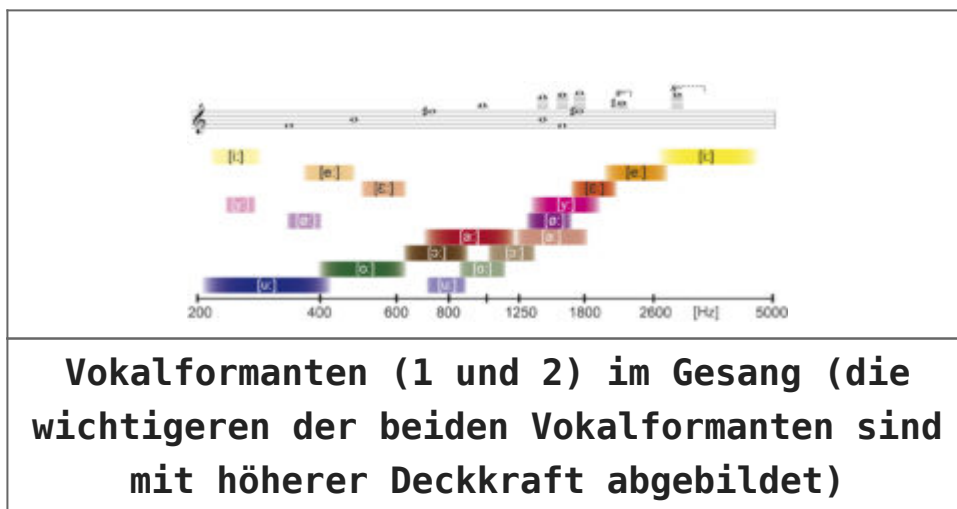 [i:] [i:]
[e:] [e:]
[ɛ:] [ɛ:]
[y:] [y:]
[ø:] [ø:]
[a:] [a:]
[ɔ:] [ɔ:]
[o:] [o:]
[u:] [u:]
200 400 600 800 1250 1800 2600 [Hz] 5000
Vokalformanten (1 und 2) im Gesang (die
wichtigeren der beiden Vokalformanten sind
mit höherer Deckkraft abgebildet)